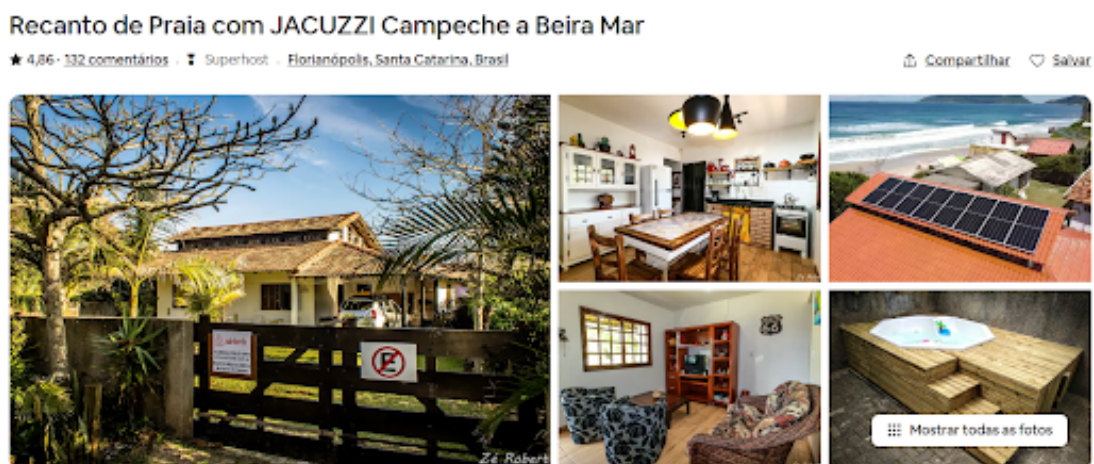 Recanto de Praia com JACUZZI Campeche a Beira Mar
★ 4,86 · 132 comentários · Superhost · Florianópolis, Santa Catarina, Brasil
Compartilhar Salvar
airbnb
E
Zé Robert
Mostrar todas as fotos